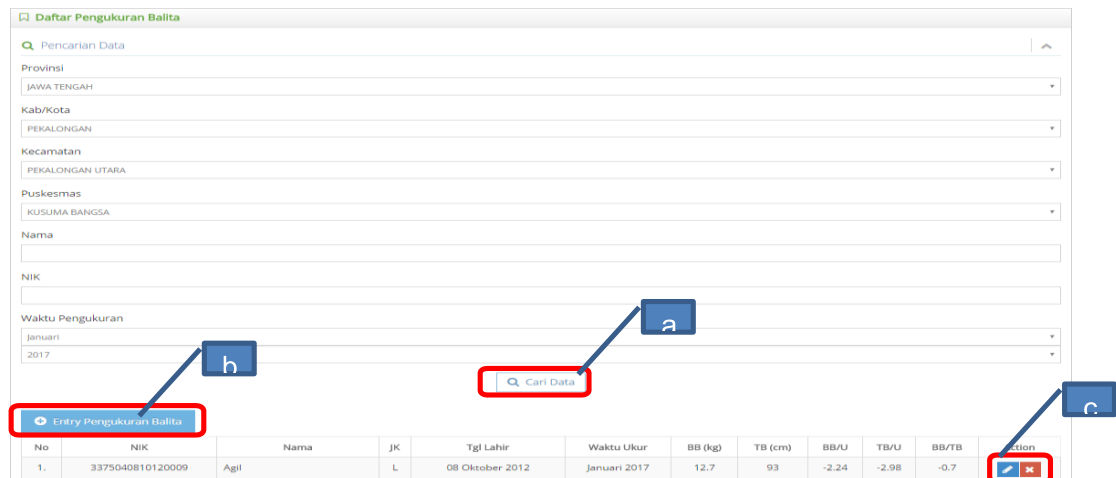 Daftar Pengukuran Balita
Pencarian Data
Provinsi
JAWA TENGAH
Kab/Kota
PEKALONGAN
Kecamatan
PEKALONGAN UTARA
Puskesmas
KUSUMA BANGSA
Nama
NIK
Waktu Pengukuran
Januari
a
2017
b
Cari Data
c
Entry Pengukuran Balita
No NIK Nama JK Tgl Lahir Waktu Ukur BB (kg) TB (cm) BB/U TB/U BB/TB Action
1. 3375040810120009 Agil L 08 Oktober 2012 Januari 2017 12.7 93 -2.24 -2.98 -0.7